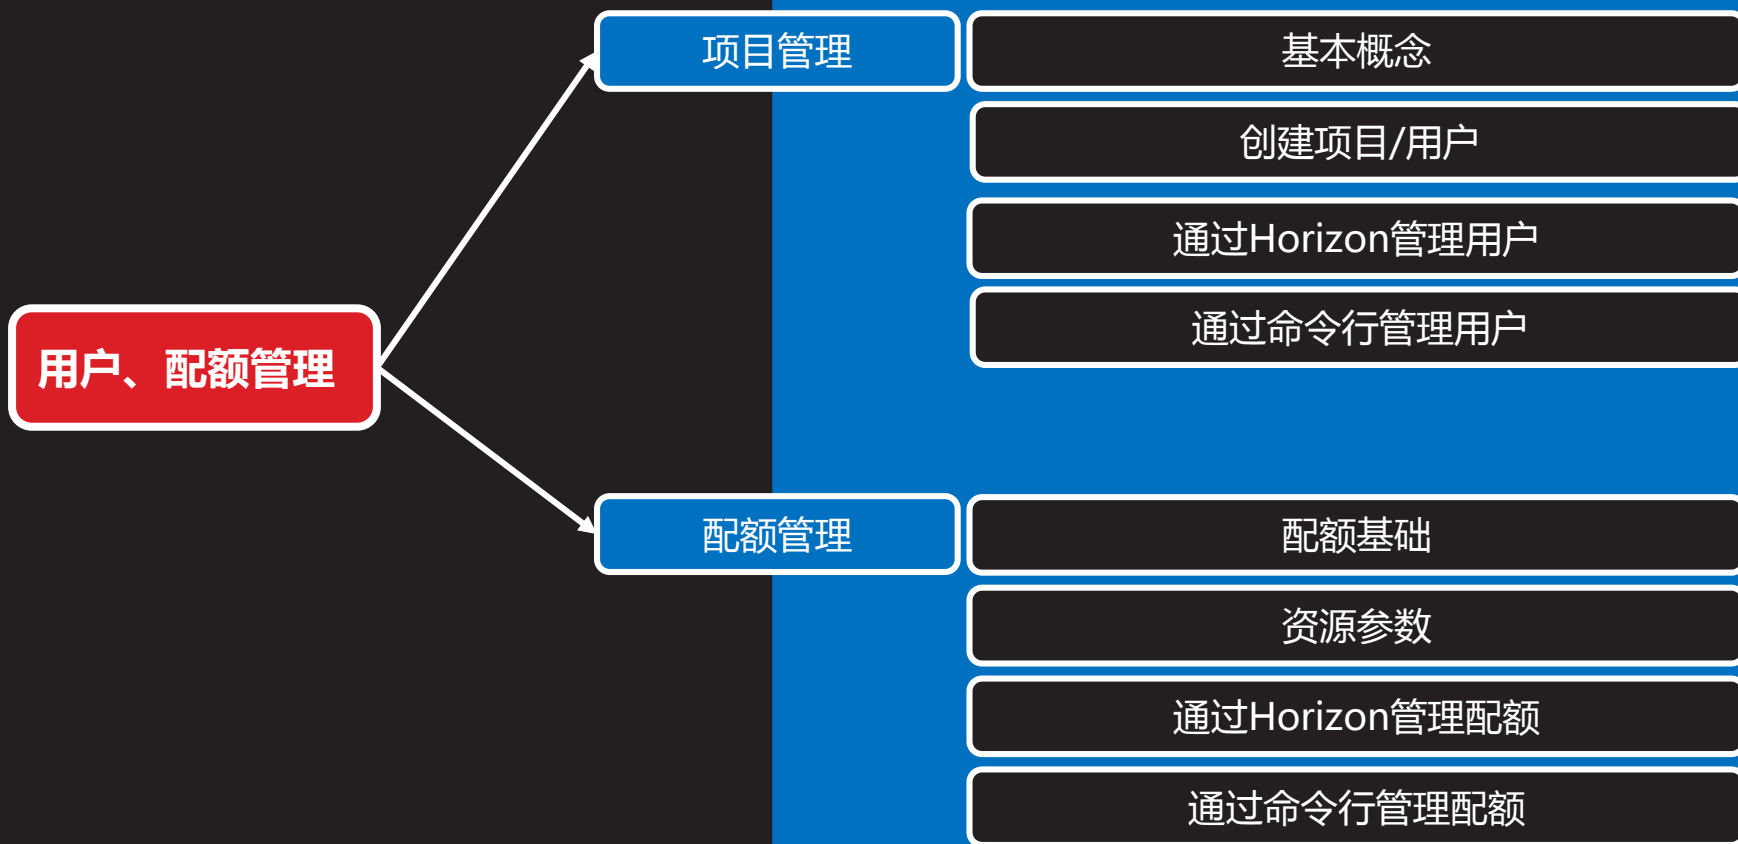 用户、配额管理
项目管理
基本概念
创建项目/用户
通过Horizon管理用户
通过命令行管理用户
配额管理
配额基础
资源参数
通过Horizon管理配额
通过命令行管理配额